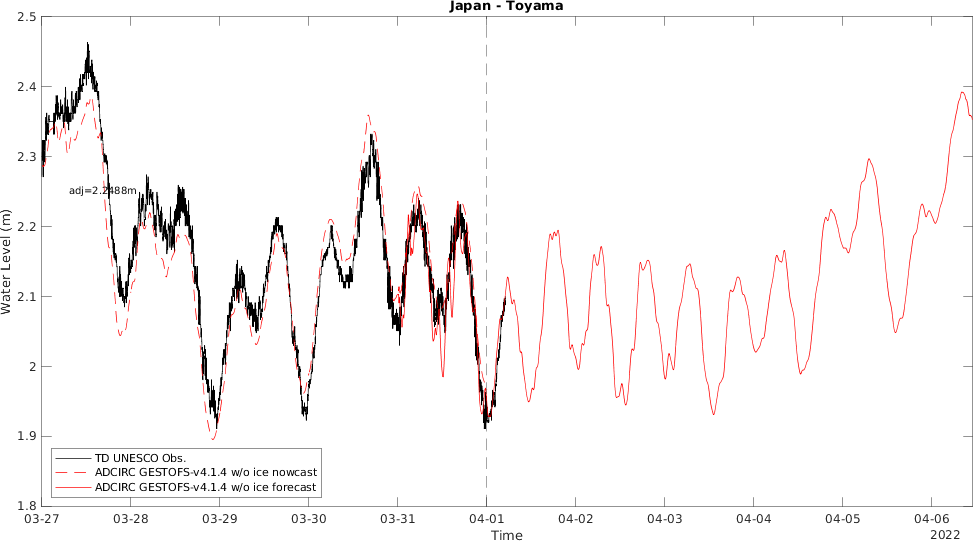 Japan - Toyama
Water Level (m)
2.5
2.4
2.3
2.2
2.1
2
1.9
1.8
adj=2.2488m
TD UNESCO Obs.
ADCIRC GESTOFS-v4.1.4 w/o ice nowcast
ADCIRC GESTOFS-v4.1.4 w/o ice forecast
03-27 03-28 03-29 03-30 03-31 04-01 04-02 04-03 04-04 04-05 04-06
Time
2022